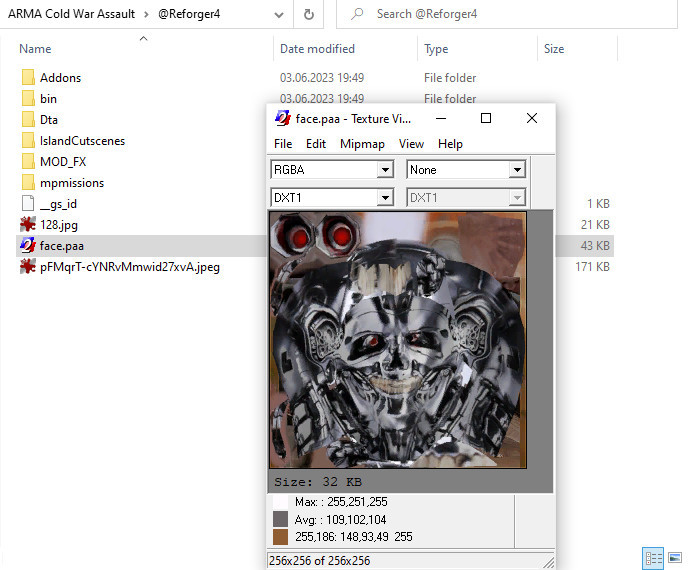 ARMA Cold War Assault > @Reforger4
Search @Reforger4
Name Date modified Type Size
Addons 03.06.2023 19:49 File folder
bin 03.06.2023 19:49 File folder
Dta
IslandCutscenes
MOD_FX
mpmissions
__gs_id 1 KB
128.jpg 21 KB
face.paa 43 KB
pFMqrT-cYNRvMmwid27xvA.jpeg 171 KB
face.paa - Texture Vi...
File Edit Mipmap View Help
RGBA None
DXT1 DXT1
Size: 32 KB
Max: : 255,251,255
Avg: : 109,102,104
255,186: 148,93,49 255
256x256 of 256x256